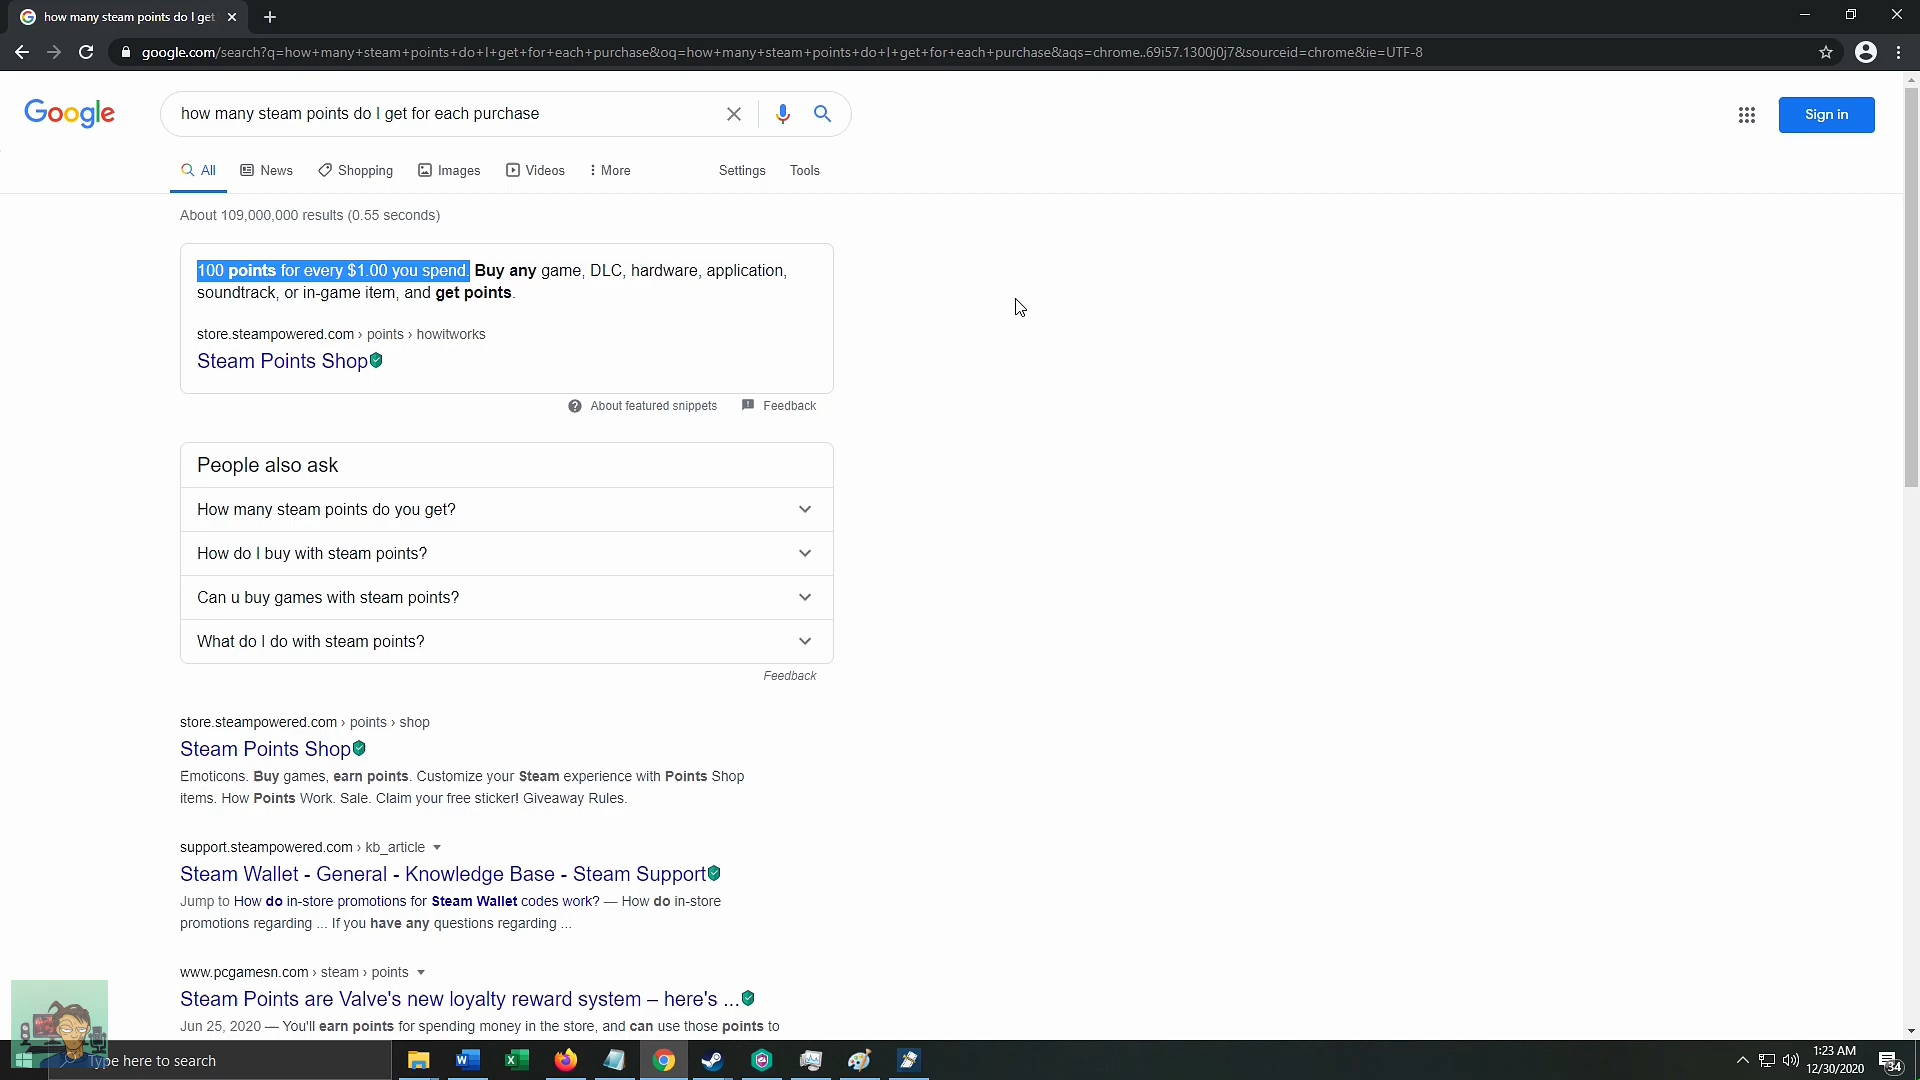 how many steam points do I get
google.com/search?q=how+many+steam+points+do+I+get+for+each+purchase&oq=how+many+steam+points+do+I+get+for+each+purchase&aqs=chrome..69i57.1300j0j7&sourceid=chrome&ie=UTF-8
Google
how many steam points do I get for each purchase
Sign in
All News Shopping Images Videos More Settings Tools
About 109,000,000 results (0.55 seconds)
100 points for every $1.00 you spend. Buy any game, DLC, hardware, application,
soundtrack, or in-game item, and get points.
store.steampowered.com › points › howitworks
Steam Points Shop
About featured snippets Feedback
People also ask
How many steam points do you get?
How do I buy with steam points?
Can u buy games with steam points?
What do I do with steam points?
Feedback
store.steampowered.com › points › shop
Steam Points Shop
Emoticons. Buy games, earn points. Customize your Steam experience with Points Shop
items. How Points Work. Sale. Claim your free sticker! Giveaway Rules.
support.steampowered.com › kb_article
Steam Wallet - General - Knowledge Base - Steam Support
Jump to How do in-store promotions for Steam Wallet codes work? — How do in-store
promotions regarding ... If you have any questions regarding ...
www.pcgamesn.com › steam › points
Steam Points are Valve's new loyalty reward system – here's ...
Jun 25, 2020 — You'll earn points for spending money in the store, and can use those points to
Type here to search
1:23 AM
12/30/2020
34